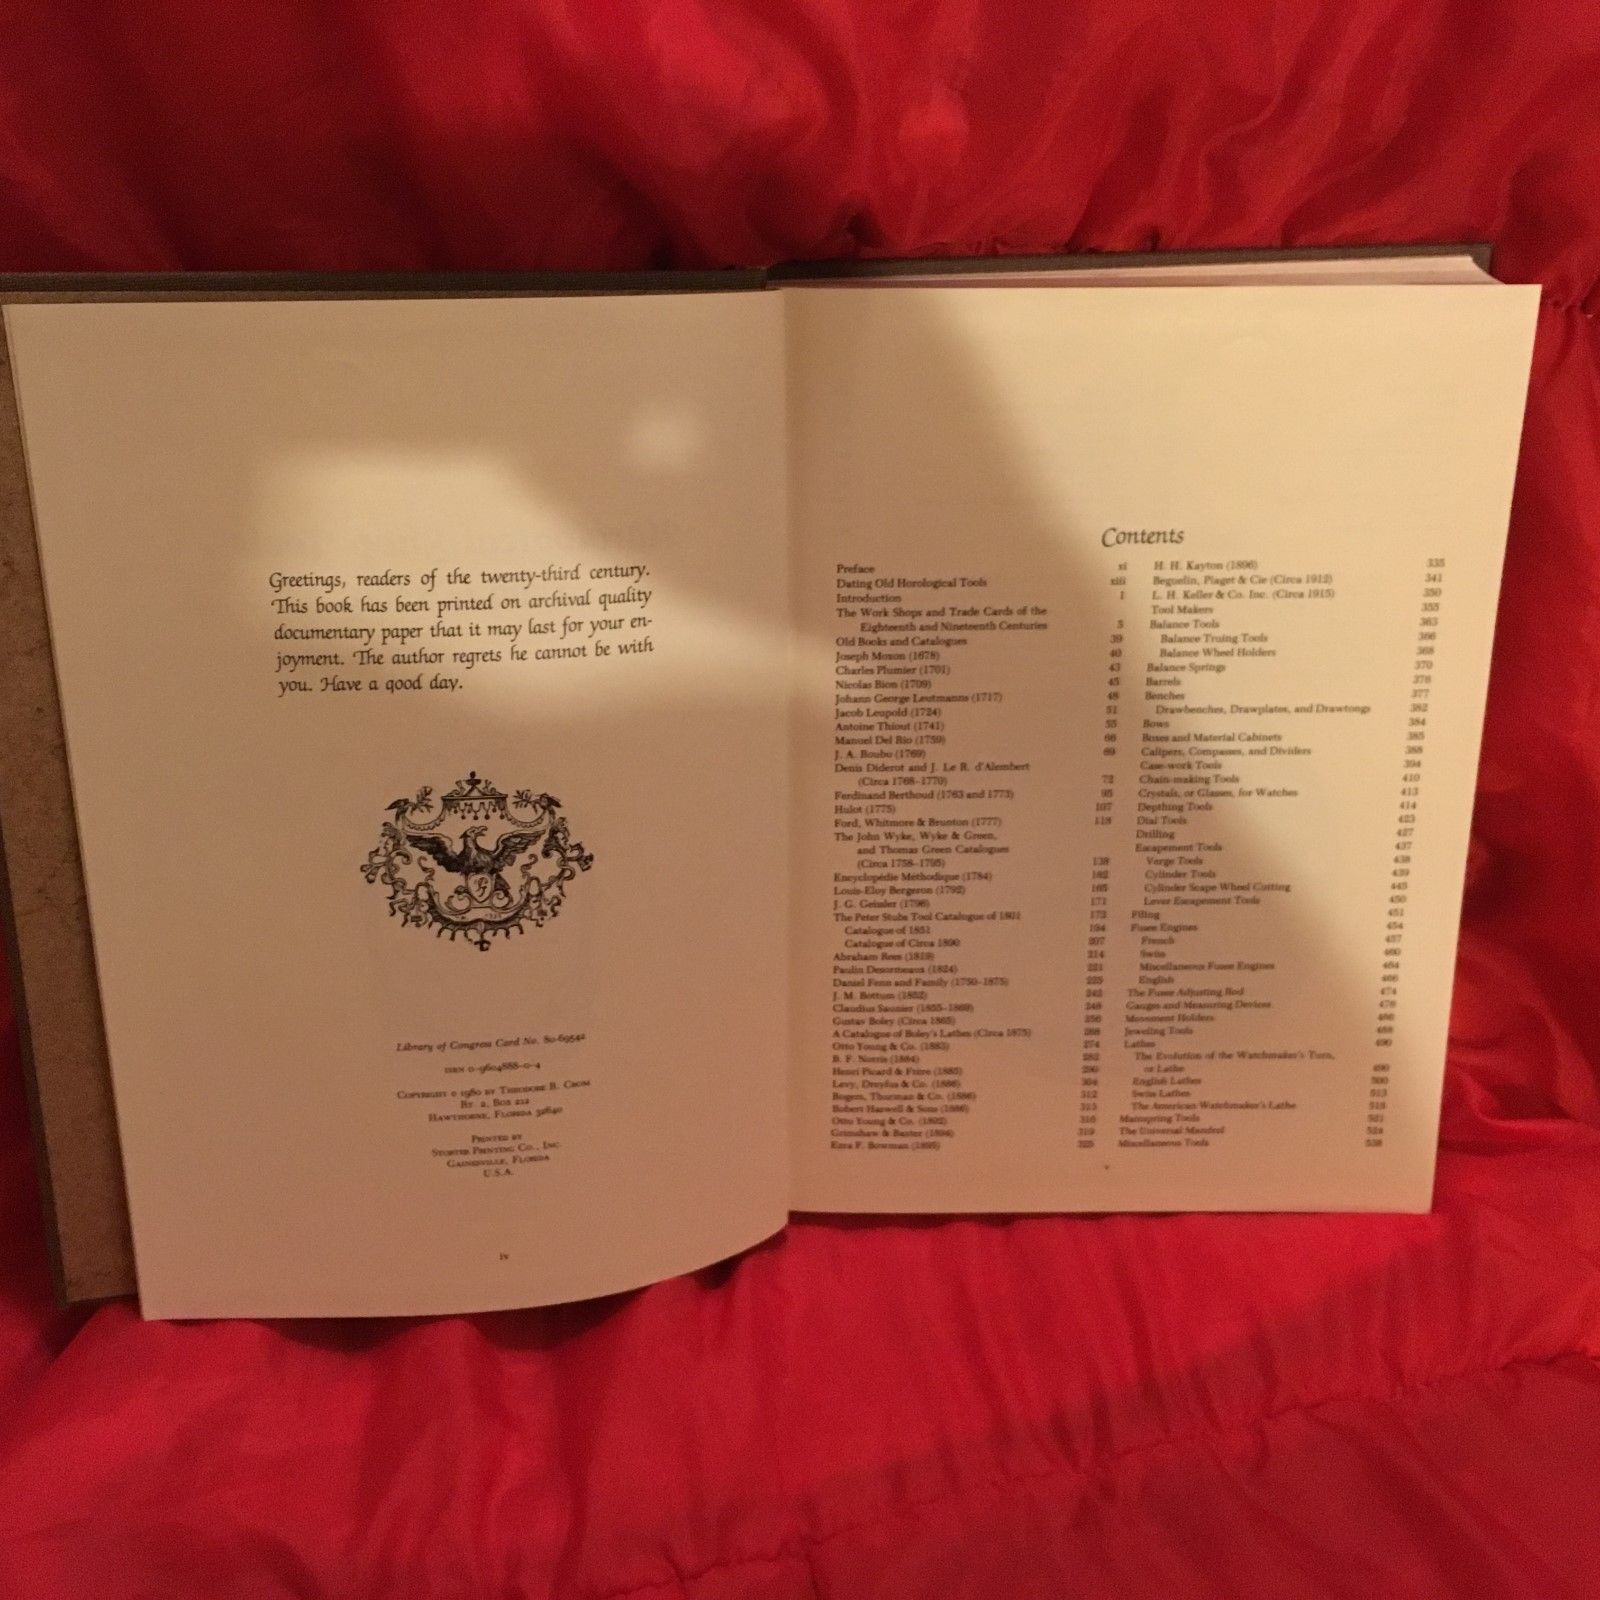 Greetings, readers of the twenty-third century.
This book has been printed on archival quality
documentary paper that it may last for your en-
joyment. The author regrets he cannot be with
you. Have a good day.
Library of Congress Card No. 80-69542
ISBN 0-9604888-0-4
Copyright © 1980 by Theodore R. Crom
Rt. 2, Box 212
Hawthorne, Florida 32640
Printed by
Storter Printing Co., Inc.
Gainesville, Florida
U.S.A.
iv
Contents
Preface xi
Dating Old Horological Tools xiii
Introduction 1
The Work Shops and Trade Cards of the
Eighteenth and Nineteenth Centuries 5
Old Books and Catalogues 39
Joseph Moxon (1678) 40
Charles Plumier (1701) 43
Nicolas Bion (1709) 45
Johann George Leutmanns (1717) 48
Jacob Leupold (1724) 51
Antoine Thiout (1741) 55
Manuel Del Rio (1759) 66
J. A. Roubo (1769) 69
Denis Diderot and J. Le R. d'Alembert
(Circa 1768-1770) 72
Ferdinand Berthoud (1763 and 1773) 95
Hulot (1775) 107
Ford, Whitmore & Brunton (1777) 118
The John Wyke, Wyke & Green,
and Thomas Green Catalogues
(Circa 1758-1795) 138
Encyclopédie Méthodique (1784) 162
Louis-Eloy Bergeron (1792) 165
J. G. Geissler (1796) 171
The Peter Stubs Tool Catalogue of 1801 173
Catalogue of 1851 194
Catalogue of Circa 1890 207
Abraham Rees (1819) 214
Paulin Desormeaux (1824) 221
Daniel Fenn and Family (1750-1875) 225
J. M. Bottum (1852) 242
Claudius Saunier (1855-1869) 248
Gustav Boley (Circa 1865) 256
A Catalogue of Boley's Lathes (Circa 1875) 268
Otto Young & Co. (1883) 274
B. F. Norris (1884) 282
Henri Picard & Frère (1885) 290
Levy, Dreyfus & Co. (1886) 304
Rogers, Thurman & Co. (1886) 312
Robert Harwell & Sons (1886) 313
Otto Young & Co. (1892) 316
Grimshaw & Baxter (1894) 319
Ezra F. Bowman (1895) 325
H. H. Kayton (1896) 335
Beguelin, Piaget & Cie (Circa 1912) 341
L. H. Keller & Co. Inc. (Circa 1915) 350
Tool Makers 355
Balance Tools 363
Balance Truing Tools 366
Balance Wheel Holders 368
Balance Springs 370
Barrels 376
Benches 377
Drawbenches, Drawplates, and Drawtongs 382
Bows 384
Boxes and Material Cabinets 385
Calipers, Compasses, and Dividers 388
Case-work Tools 394
Chain-making Tools 410
Crystals, or Glasses, for Watches 413
Depthing Tools 414
Dial Tools 423
Drilling 427
Escapement Tools 437
Verge Tools 438
Cylinder Tools 439
Cylinder Scape Wheel Cutting 445
Lever Escapement Tools 450
Filing 451
Fusee Engines 454
French 457
Swiss 460
Miscellaneous Fusee Engines 464
English 466
The Fusee Adjusting Rod 474
Gauges and Measuring Devices 476
Movement Holders 486
Jeweling Tools 488
Lathes 490
The Evolution of the Watchmaker's Turn,
or Lathe 490
English Lathes 500
Swiss Lathes 513
The American Watchmaker's Lathe 518
Mainspring Tools 521
The Universal Mandrel 524
Miscellaneous Tools 538
v